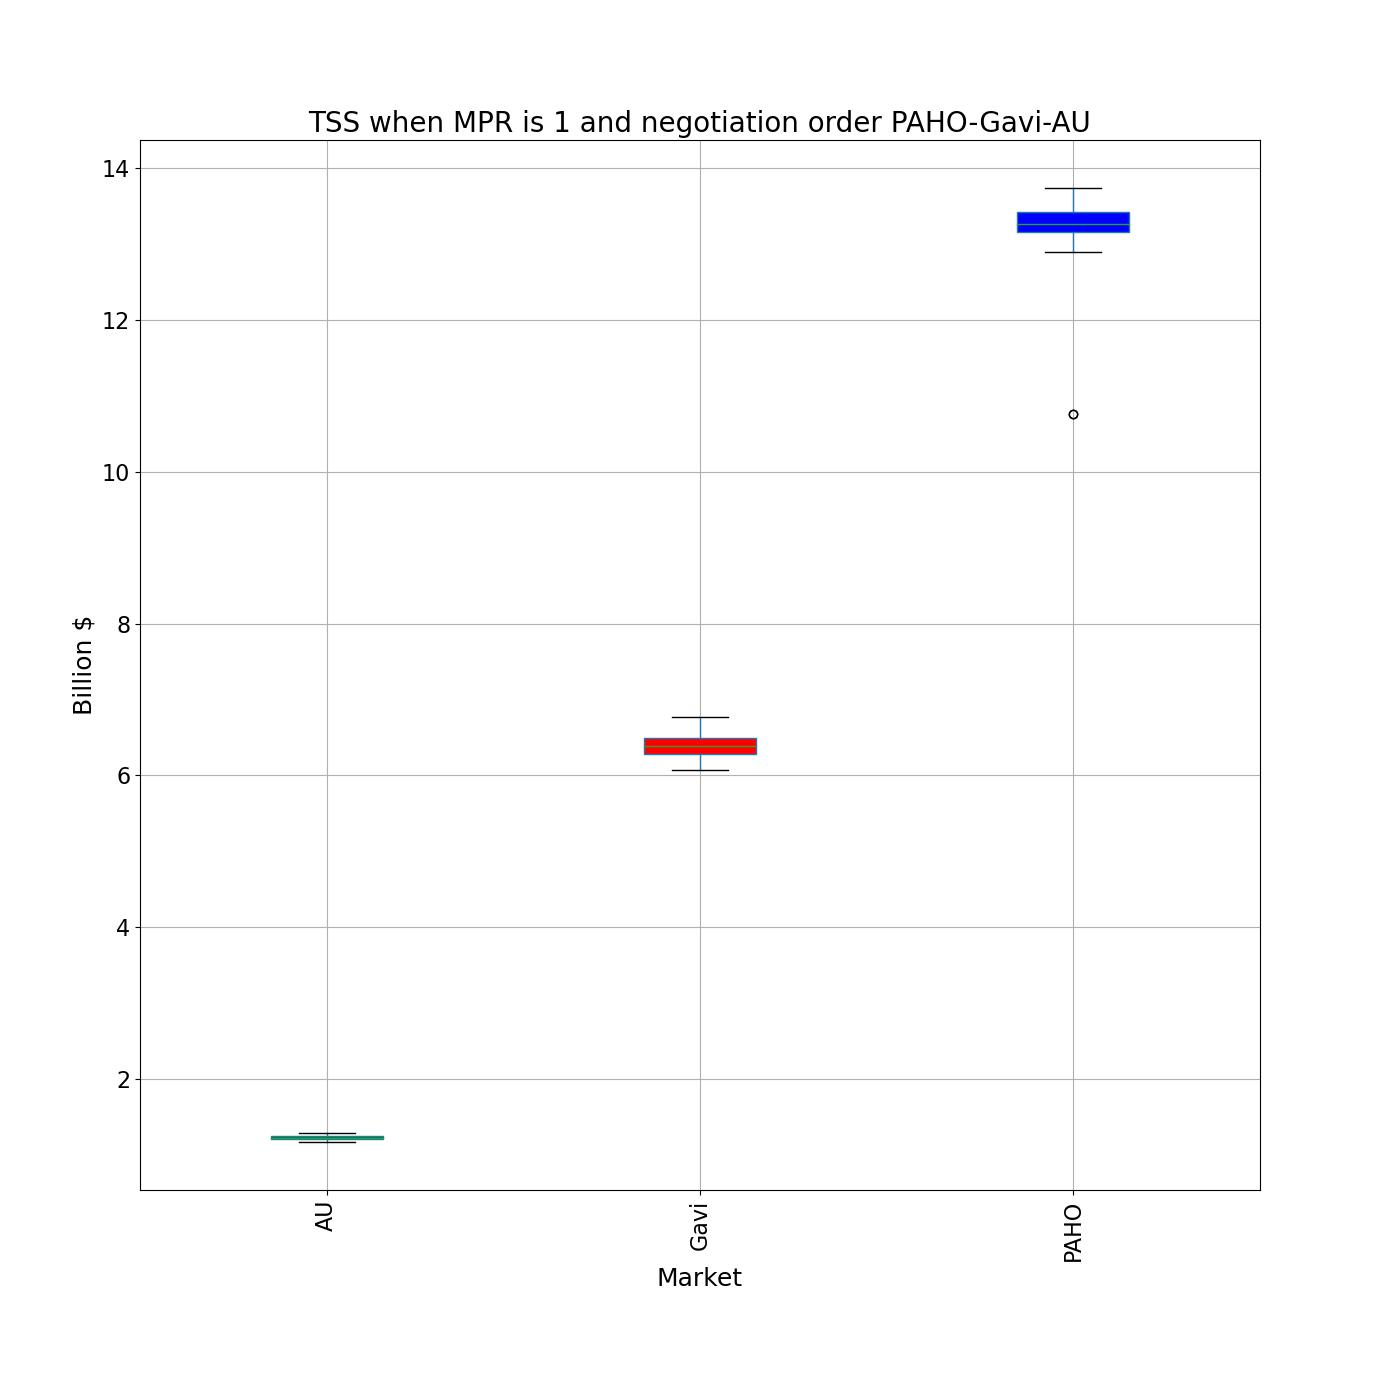 TSS when MPR is 1 and negotiation order PAHO-Gavi-AU
14
12
10
8
6
4
2
Billion $
AU
Gavi
PAHO
Market